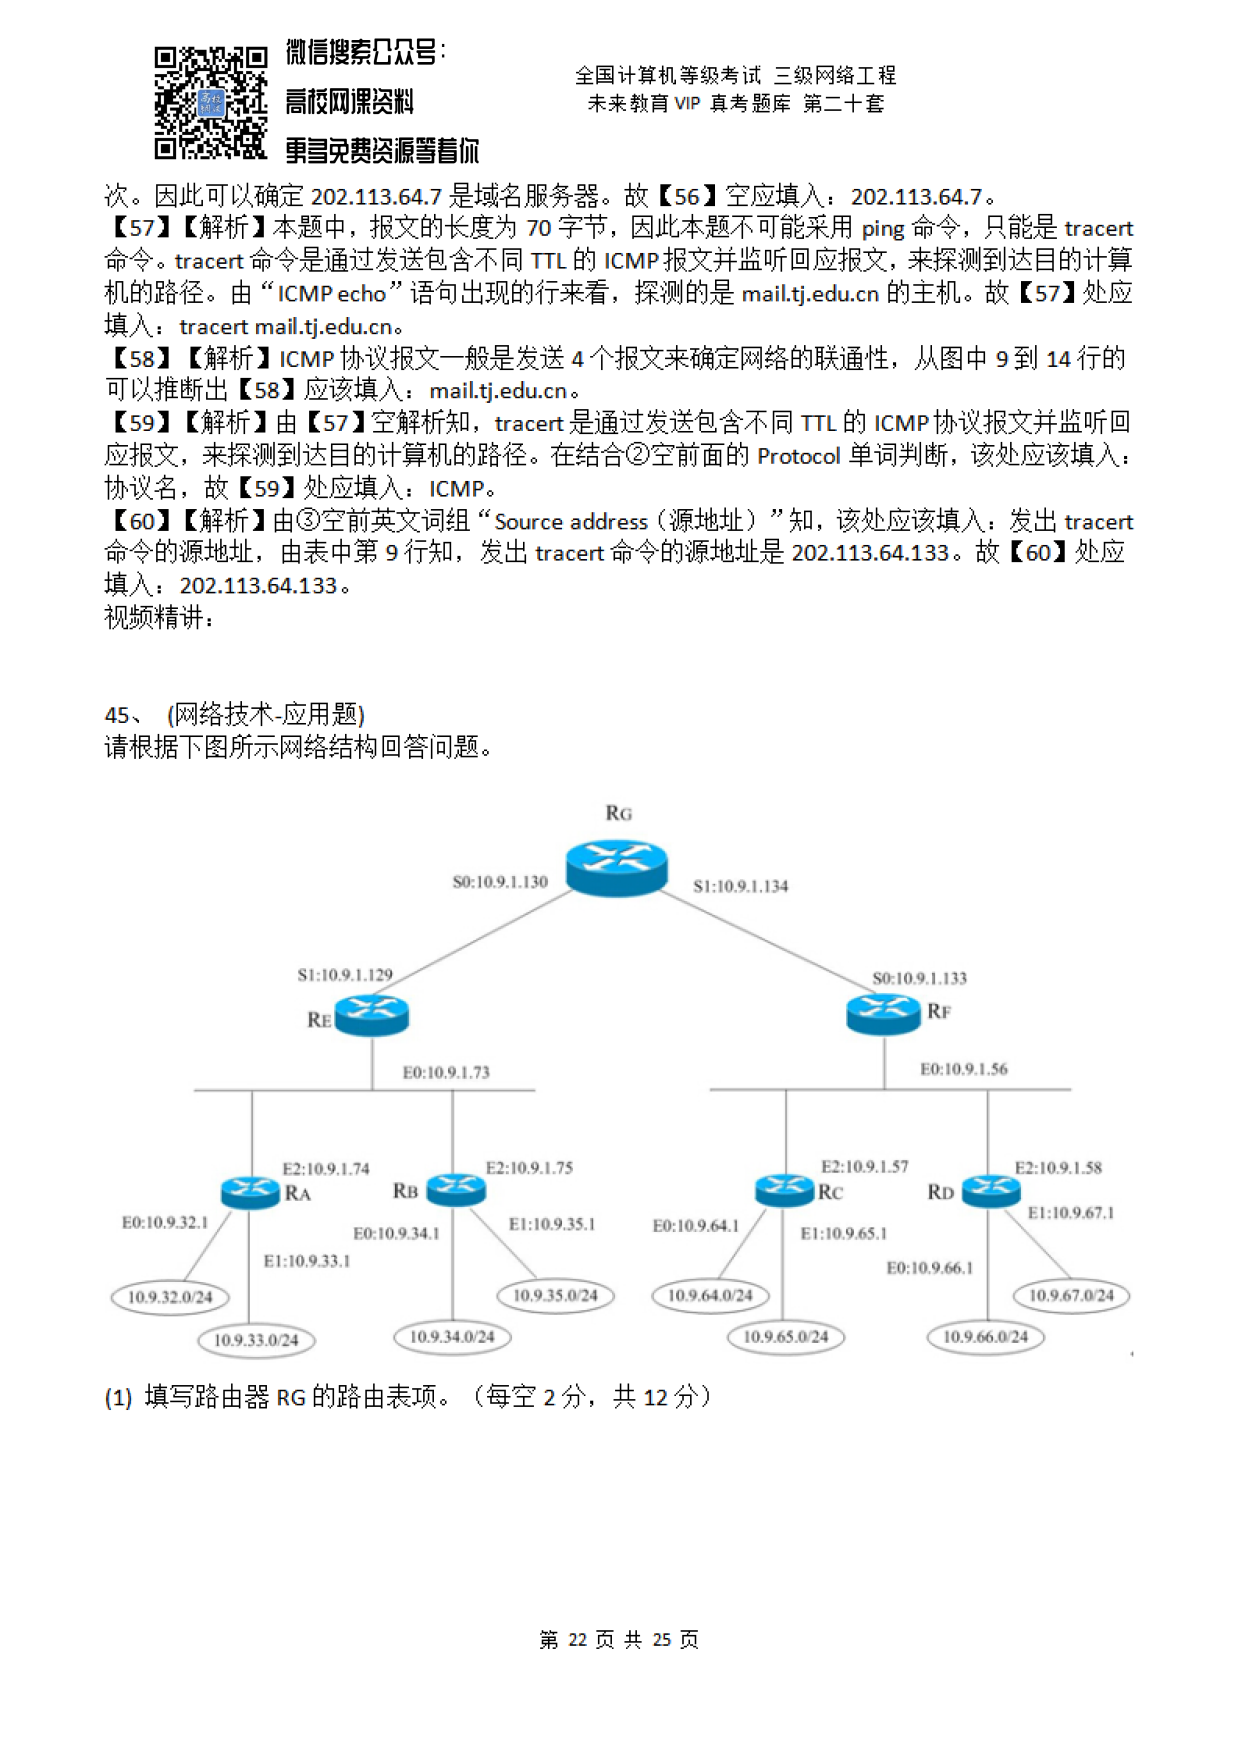 微信搜索公众号：
高校网课资料
更多免费资源等着你
全国计算机等级考试 三级网络工程
未来教育 VIP 真考题库 第二十套
次。因此可以确定 202.113.64.7 是域名服务器。故【56】空应填入：202.113.64.7。
【57】【解析】本题中，报文的长度为 70 字节，因此本题不可能采用 ping 命令，只能是 tracert
命令。tracert 命令是通过发送包含不同 TTL 的 ICMP 报文并监听回应报文，来探测到达目的计算
机的路径。由“ICMP echo”语句出现的行来看，探测的是 mail.tj.edu.cn 的主机。故【57】处应
填入：tracert mail.tj.edu.cn。
【58】【解析】ICMP 协议报文一般是发送 4 个报文来确定网络的联通性，从图中 9 到 14 行的
可以推断出【58】应该填入：mail.tj.edu.cn。
【59】【解析】由【57】空解析知，tracert 是通过发送包含不同 TTL 的 ICMP 协议报文并监听回
应报文，来探测到达目的计算机的路径。在结合②空前面的 Protocol 单词判断，该处应该填入：
协议名，故【59】处应填入：ICMP。
【60】【解析】由③空前英文词组“Source address（源地址）”知，该处应该填入：发出 tracert
命令的源地址，由表中第 9 行知，发出 tracert 命令的源地址是 202.113.64.133。故【60】处应
填入：202.113.64.133。
视频精讲：
45、 (网络技术-应用题)
请根据下图所示网络结构回答问题。
RG
S0:10.9.1.130
S1:10.9.1.134
S1:10.9.1.129
S0:10.9.1.133
RE
RF
E0:10.9.1.73
E0:10.9.1.56
E2:10.9.1.74
E2:10.9.1.75
E2:10.9.1.57
E2:10.9.1.58
RA
RB
RC
RD
E0:10.9.32.1
E1:10.9.33.1
E0:10.9.34.1
E1:10.9.35.1
E0:10.9.64.1
E1:10.9.65.1
E0:10.9.66.1
E1:10.9.67.1
10.9.32.0/24
10.9.35.0/24
10.9.64.0/24
10.9.67.0/24
10.9.33.0/24
10.9.34.0/24
10.9.65.0/24
10.9.66.0/24
(1) 填写路由器 RG 的路由表项。（每空 2 分，共 12 分）
第 22 页 共 25 页